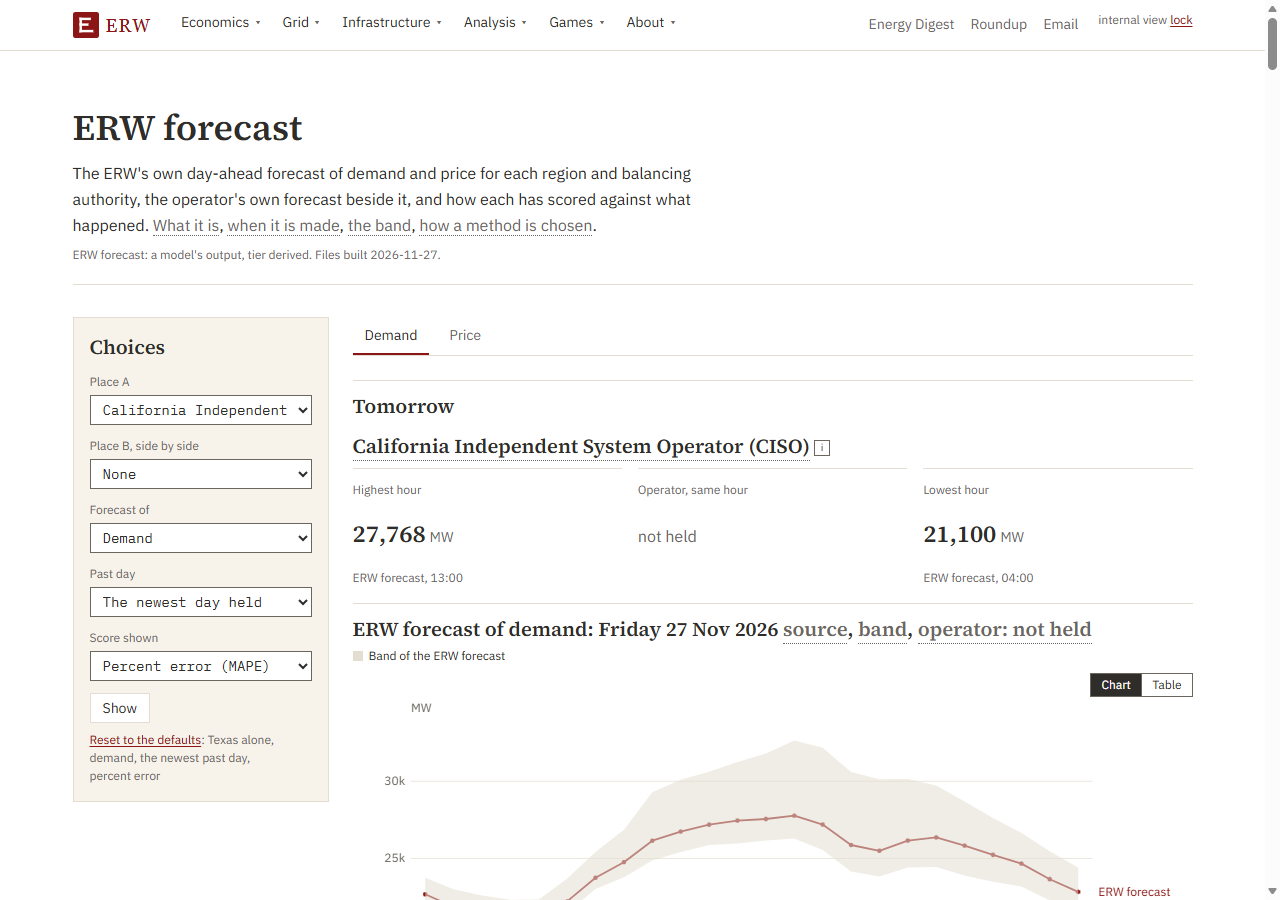 E ERW
Economics ▾ Grid ▾ Infrastructure ▾ Analysis ▾ Games ▾ About ▾
Energy Digest Roundup Email internal view lock
ERW forecast
The ERW's own day-ahead forecast of demand and price for each region and balancing
authority, the operator's own forecast beside it, and how each has scored against what
happened. What it is, when it is made, the band, how a method is chosen.
ERW forecast: a model's output, tier derived. Files built 2026-11-27.
Choices
Place A
California Independent
Place B, side by side
None
Forecast of
Demand
Past day
The newest day held
Score shown
Percent error (MAPE)
Show
Reset to the defaults: Texas alone,
demand, the newest past day,
percent error
Demand Price
Tomorrow
California Independent System Operator (CISO) i
Highest hour
27,768 MW
ERW forecast, 13:00
Operator, same hour
not held
Lowest hour
21,100 MW
ERW forecast, 04:00
ERW forecast of demand: Friday 27 Nov 2026 source, band, operator: not held
Band of the ERW forecast
Chart Table
MW
30k
25k
ERW forecast